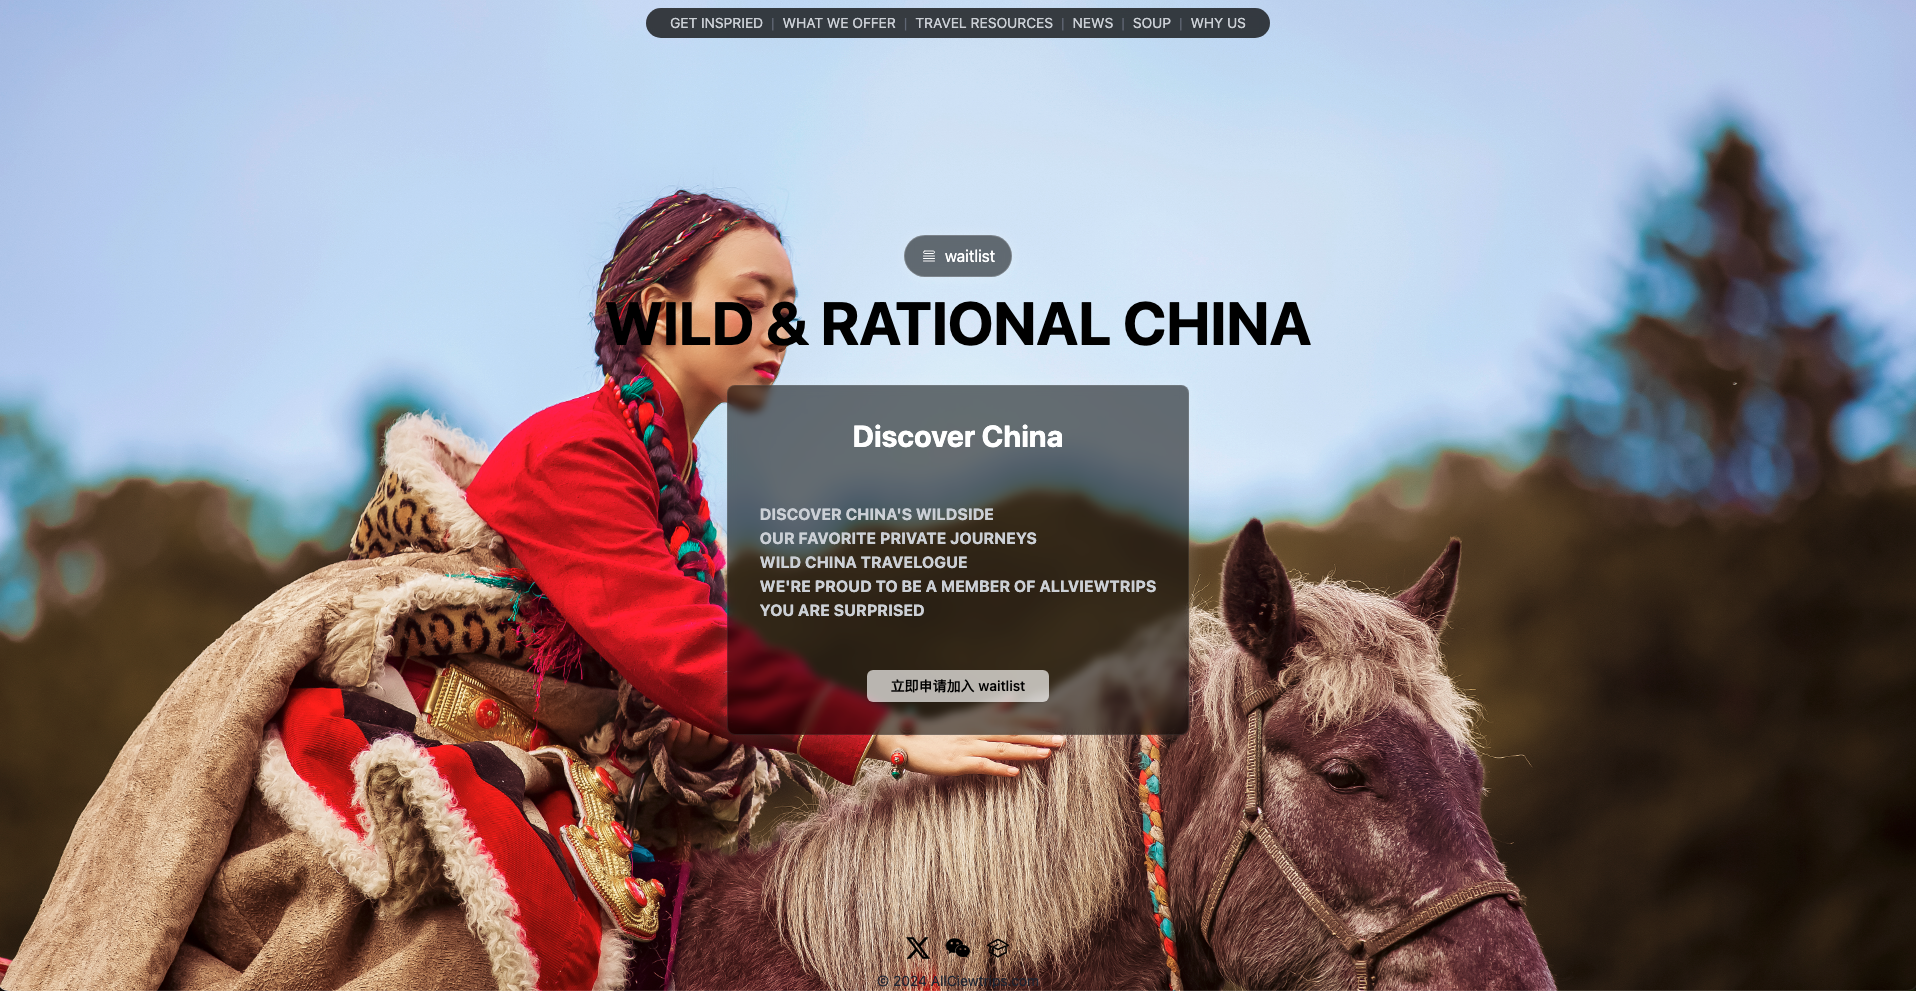 GET INSPRIED | WHAT WE OFFER | TRAVEL RESOURCES | NEWS | SOUP | WHY US
waitlist
WILD & RATIONAL CHINA
Discover China
DISCOVER CHINA'S WILDSIDE
OUR FAVORITE PRIVATE JOURNEYS
WILD CHINA TRAVELOGUE
WE'RE PROUD TO BE A MEMBER OF ALLVIEWTRIPS
YOU ARE SURPRISED
立即申请加入 waitlist
© 2024